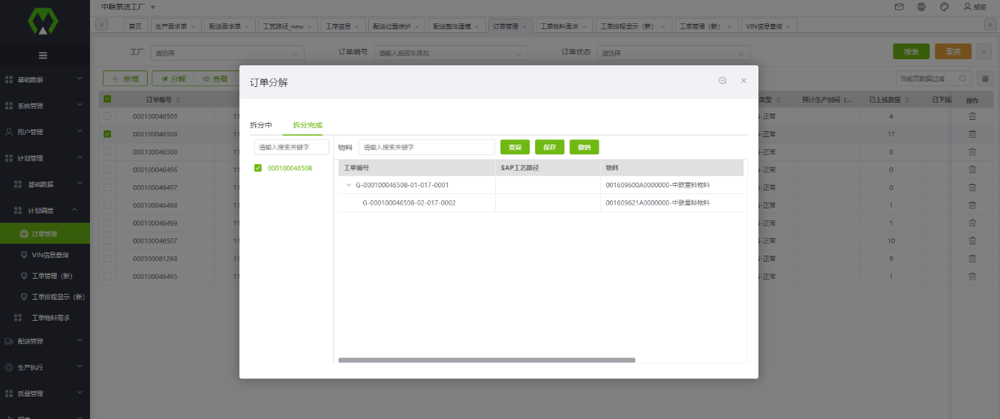 中联泵送工厂
胡迎
首页 生产需求单 × 配送需求单 × 工艺路径_new × 工序信息 × 配送位置维护 × 配送整体建模 × 订单管理 × 工单物料需求 × 工单排程显示（新） × 工单管理（新） × VIN信息查询 ×
工厂 请选择 订单编号 请输入后回车添加 订单状态 请选择 搜索 重置
新增 分解 查看 当前页数据过滤
基础数据
系统管理
用户管理
计划管理
基础数据
计划调度
订单管理
VIN信息查询
工单管理（新）
工单排程显示（新）
工单物料需求
配送管理
生产执行
质量管理
订单编号 类型 预计生产时间（... 已上线数量 已下线 操作
000100046509 11 -正常 4
000100046508 11 -正常 17
000100046500 11 -正常 0
000100046496 11 -正常 0
000100046497 11 -正常 0
000100046498 11 -正常 1
000100046499 11 -正常 1
000100046507 11 -正常 10
000500081268 11 -正常 9
000100046495 11 -正常 1
订单分解
拆分中 拆分完成
请输入搜索关键字 物料 请输入搜索关键字 查询 保存 撤销
000100046508
工单编号 SAP工艺路径 物料
G-000100046508-01-017-0001 001609600A0000000-中联重科物料
G-000100046508-02-017-0002 001609621A0000000-中联重科物料